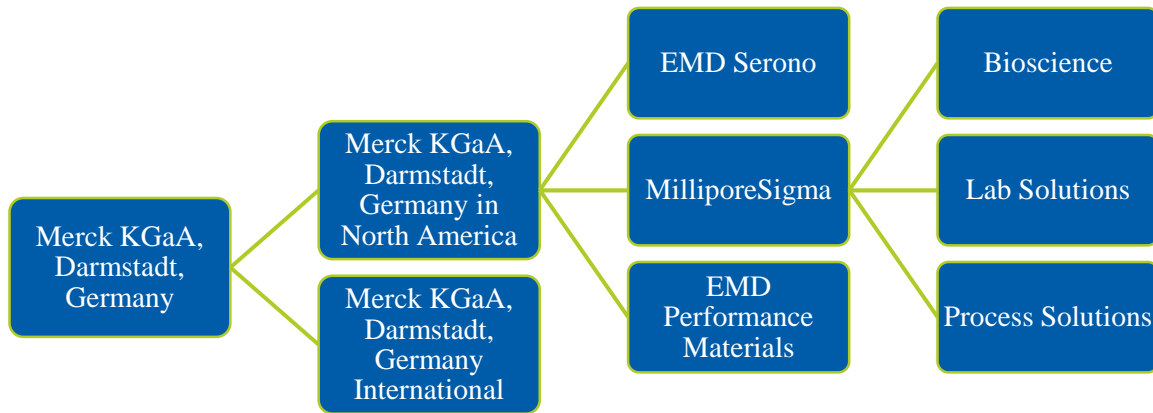 Merck KGaA,
Darmstadt,
Germany
Merck KGaA,
Darmstadt,
Germany in
North America
Merck KGaA,
Darmstadt,
Germany
International
EMD Serono
MilliporeSigma
EMD
Performance
Materials
Bioscience
Lab Solutions
Process Solutions